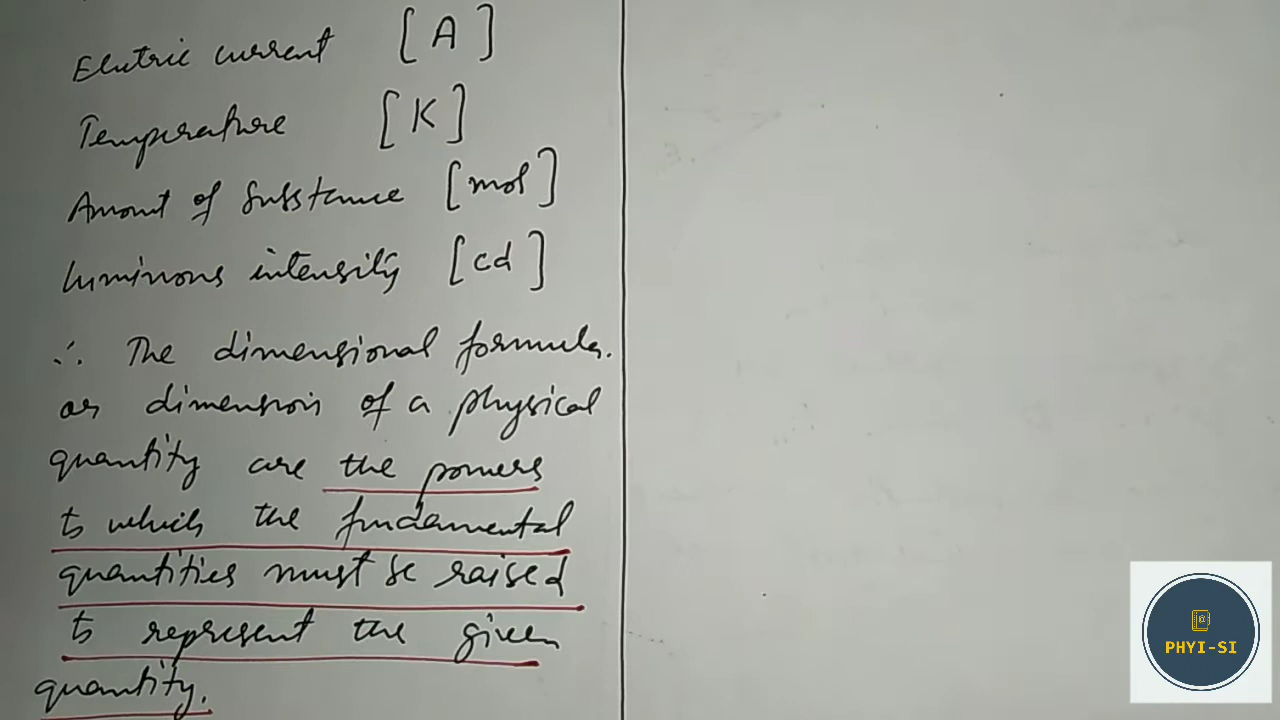 Electric current [A]
Temperature [K]
Amount of Substance [mol]
Luminous intensity [cd]
∴ The dimensional formula.
or dimension of a physical
quantity are the powers
to which the fundamental
quantities must be raised
to represent the given
quantity.
PHYI-SI